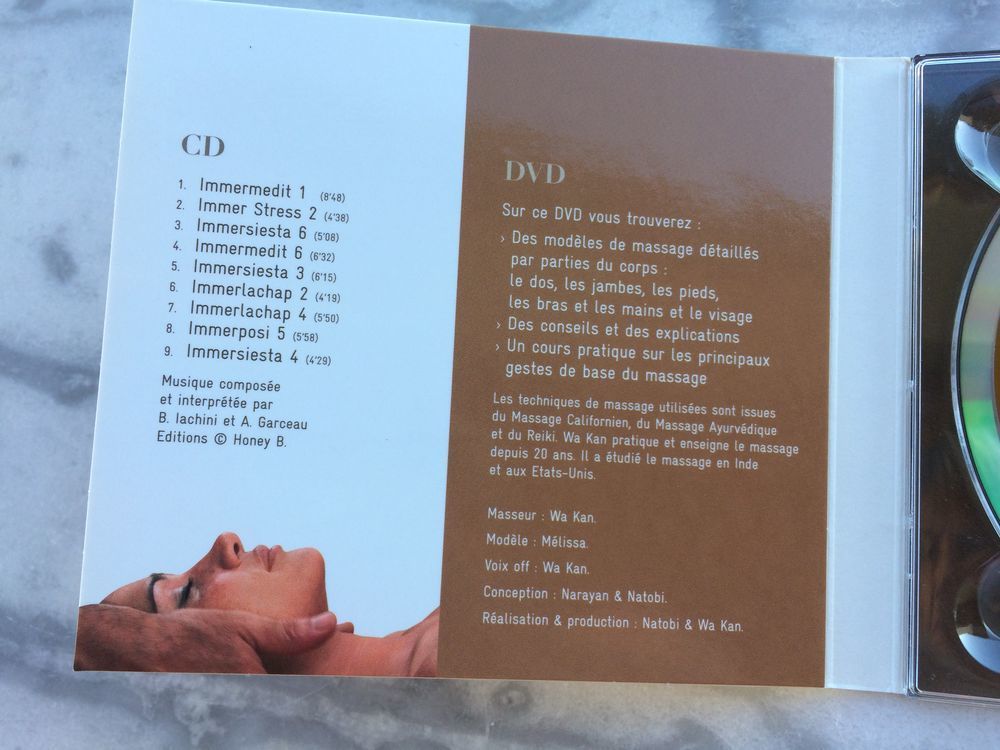 CD
1. Immermedit 1 (8'48)
2. Immer Stress 2 (4'38)
3. Immersiesta 6 (5'08)
4. Immermedit 6 (6'32)
5. Immersiesta 3 (6'15)
6. Immerlachap 2 (4'19)
7. Immerlachap 4 (5'50)
8. Immerposi 5 (5'58)
9. Immersiesta 4 (4'29)
Musique composée
et interprétée par
B. Iachini et A. Garceau
Editions © Honey B.
DVD
Sur ce DVD vous trouverez :
› Des modèles de massage détaillés
par parties du corps :
le dos, les jambes, les pieds,
les bras et les mains et le visage
› Des conseils et des explications
› Un cours pratique sur les principaux
gestes de base du massage
Les techniques de massage utilisées sont issues
du Massage Californien, du Massage Ayurvédique
et du Reiki. Wa Kan pratique et enseigne le massage
depuis 20 ans. Il a étudié le massage en Inde
et aux Etats-Unis.
Masseur : Wa Kan.
Modèle : Mélissa.
Voix off : Wa Kan.
Conception : Narayan & Natobi.
Réalisation & production : Natobi & Wa Kan.